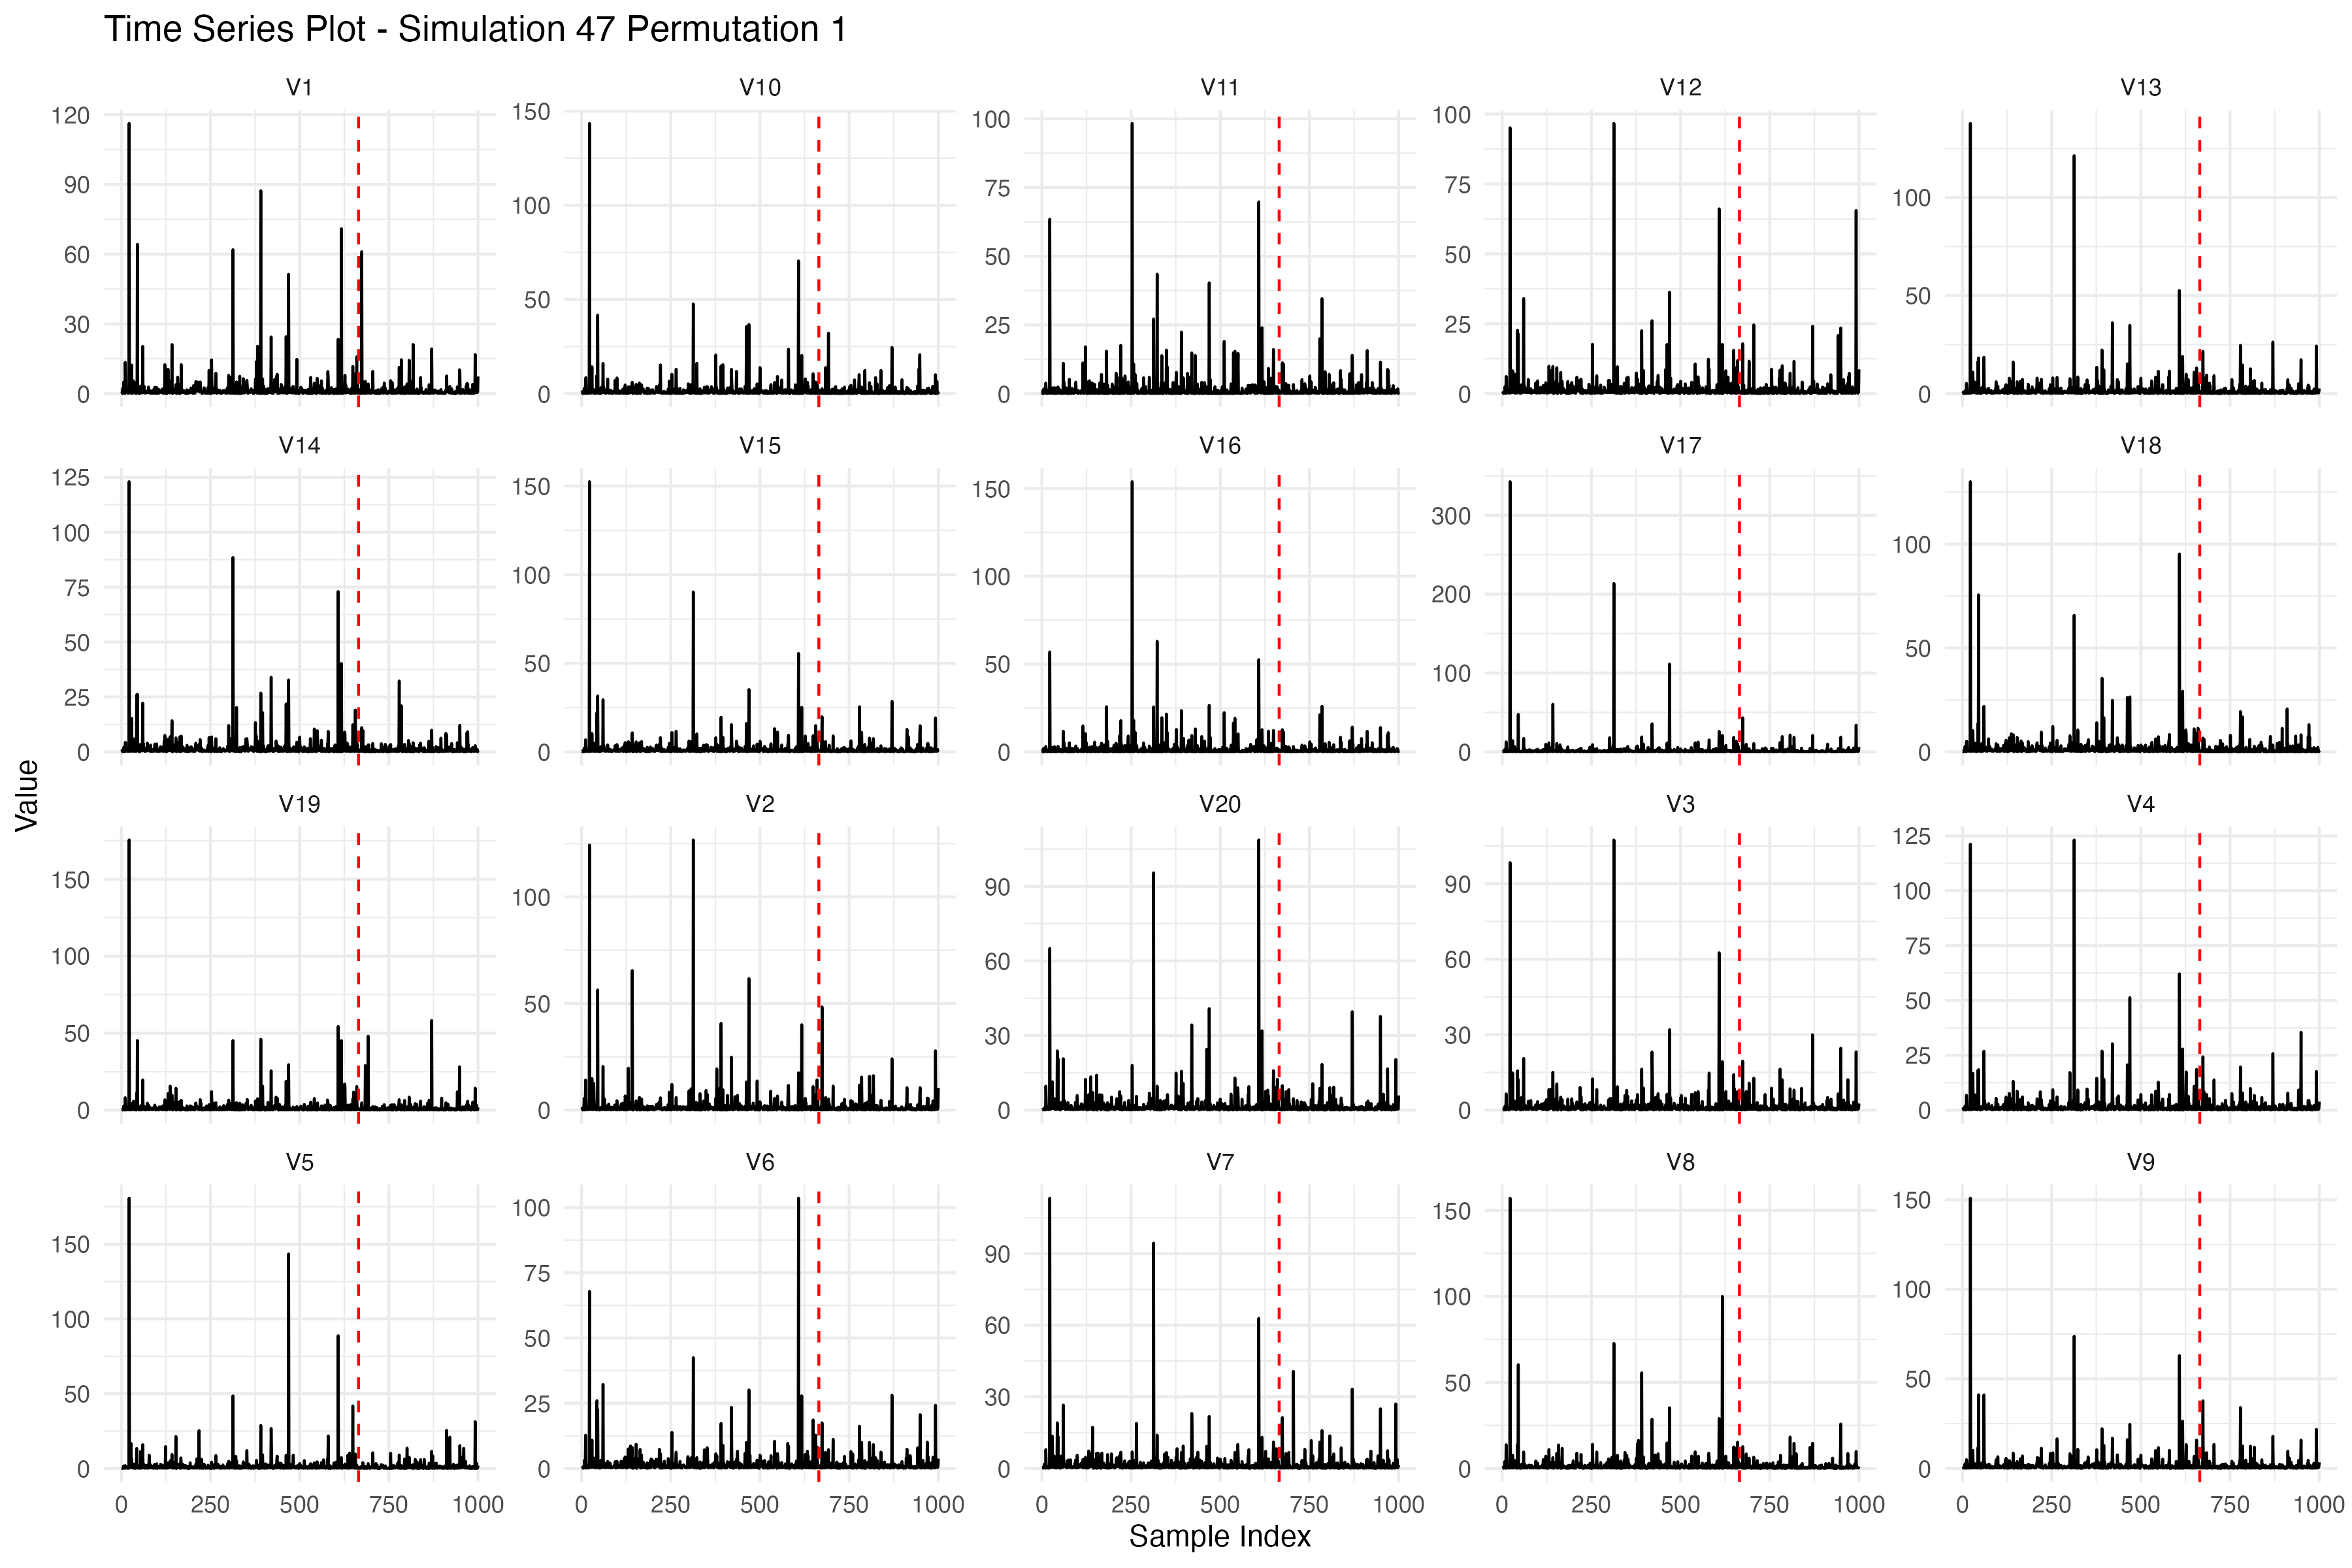 Time Series Plot - Simulation 47 Permutation 1
V1 V10 V11 V12 V13
120 90 60 30 0
150 100 50 0
100 75 50 25 0
100 75 50 25 0
100 50 0
V14 V15 V16 V17 V18
125 100 75 50 25 0
150 100 50 0
150 100 50 0
300 200 100 0
100 50 0
Value
V19 V2 V20 V3 V4
150 100 50 0
100 50 0
90 60 30 0
90 60 30 0
125 100 75 50 25 0
V5 V6 V7 V8 V9
150 100 50 0
100 75 50 25 0
90 60 30 0
150 100 50 0
150 100 50 0
0 250 500 750 1000 0 250 500 750 1000 0 250 500 750 1000 0 250 500 750 1000 0 250 500 750 1000
Sample Index